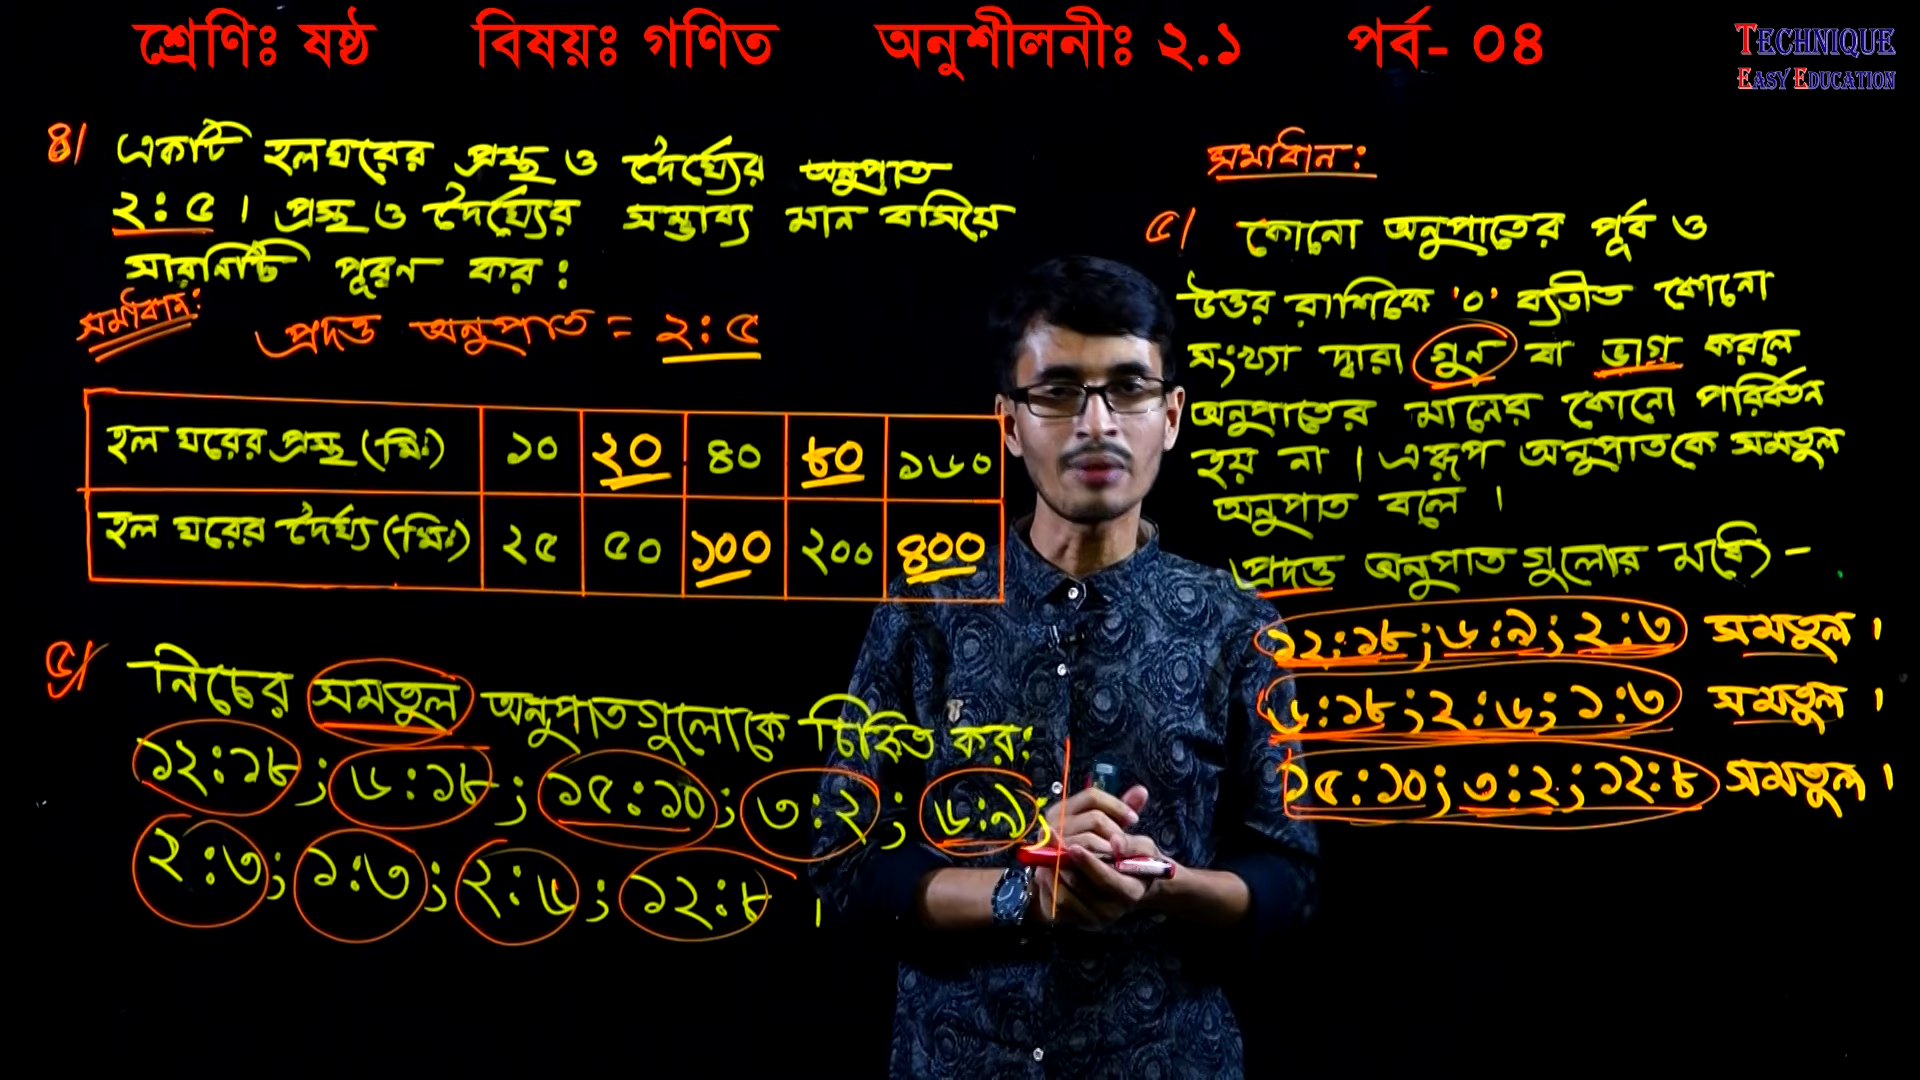 শ্রেণিঃ ষষ্ঠ বিষয়ঃ গণিত অনুশীলনীঃ ২.১ পর্ব- ০৪
TECHNIQUE
EASY EDUCATION
৪/ একটি হলঘরের প্রস্থ ও দৈর্ঘ্যের অনুপাত
২:৫। প্রস্থ ও দৈর্ঘ্যের সম্ভাব্য মান বসিয়ে
সারণিটি পূরন কর:
সমাধান:
প্রদত্ত অনুপাত = ২:৫
হল ঘরের প্রস্থ (মি:) ১০ ২০ ৪০ ৮০ ১৬০
হল ঘরের দৈর্ঘ্য (মি:) ২৫ ৫০ ১০০ ২০০ ৪০০
৫/ নিচের সমতুল অনুপাতগুলোকে চিহ্নিত কর:
১২:১৮; ৬:১৮; ১৫:১০; ৩:২; ৬:৯;
২:৩; ১:৩; ২:৬; ১২:৮।
সমাধান:
৫/ কোনো অনুপাতের পূর্ব ও
উত্তর রাশিকে '০' ব্যতীত কোনো
সংখ্যা দ্বারা গুন বা ভাগ করলে
অনুপাতের মানের কোনো পরিবর্তন
হয় না। এরূপ অনুপাতকে সমতুল
অনুপাত বলে।
প্রদত্ত অনুপাত গুলোর মধ্যে -
১২:১৮; ৬:৯; ২:৩ সমতুল।
৬:১৮; ২:৬; ১:৩ সমতুল।
১৫:১০; ৩:২; ১২:৮ সমতুল।